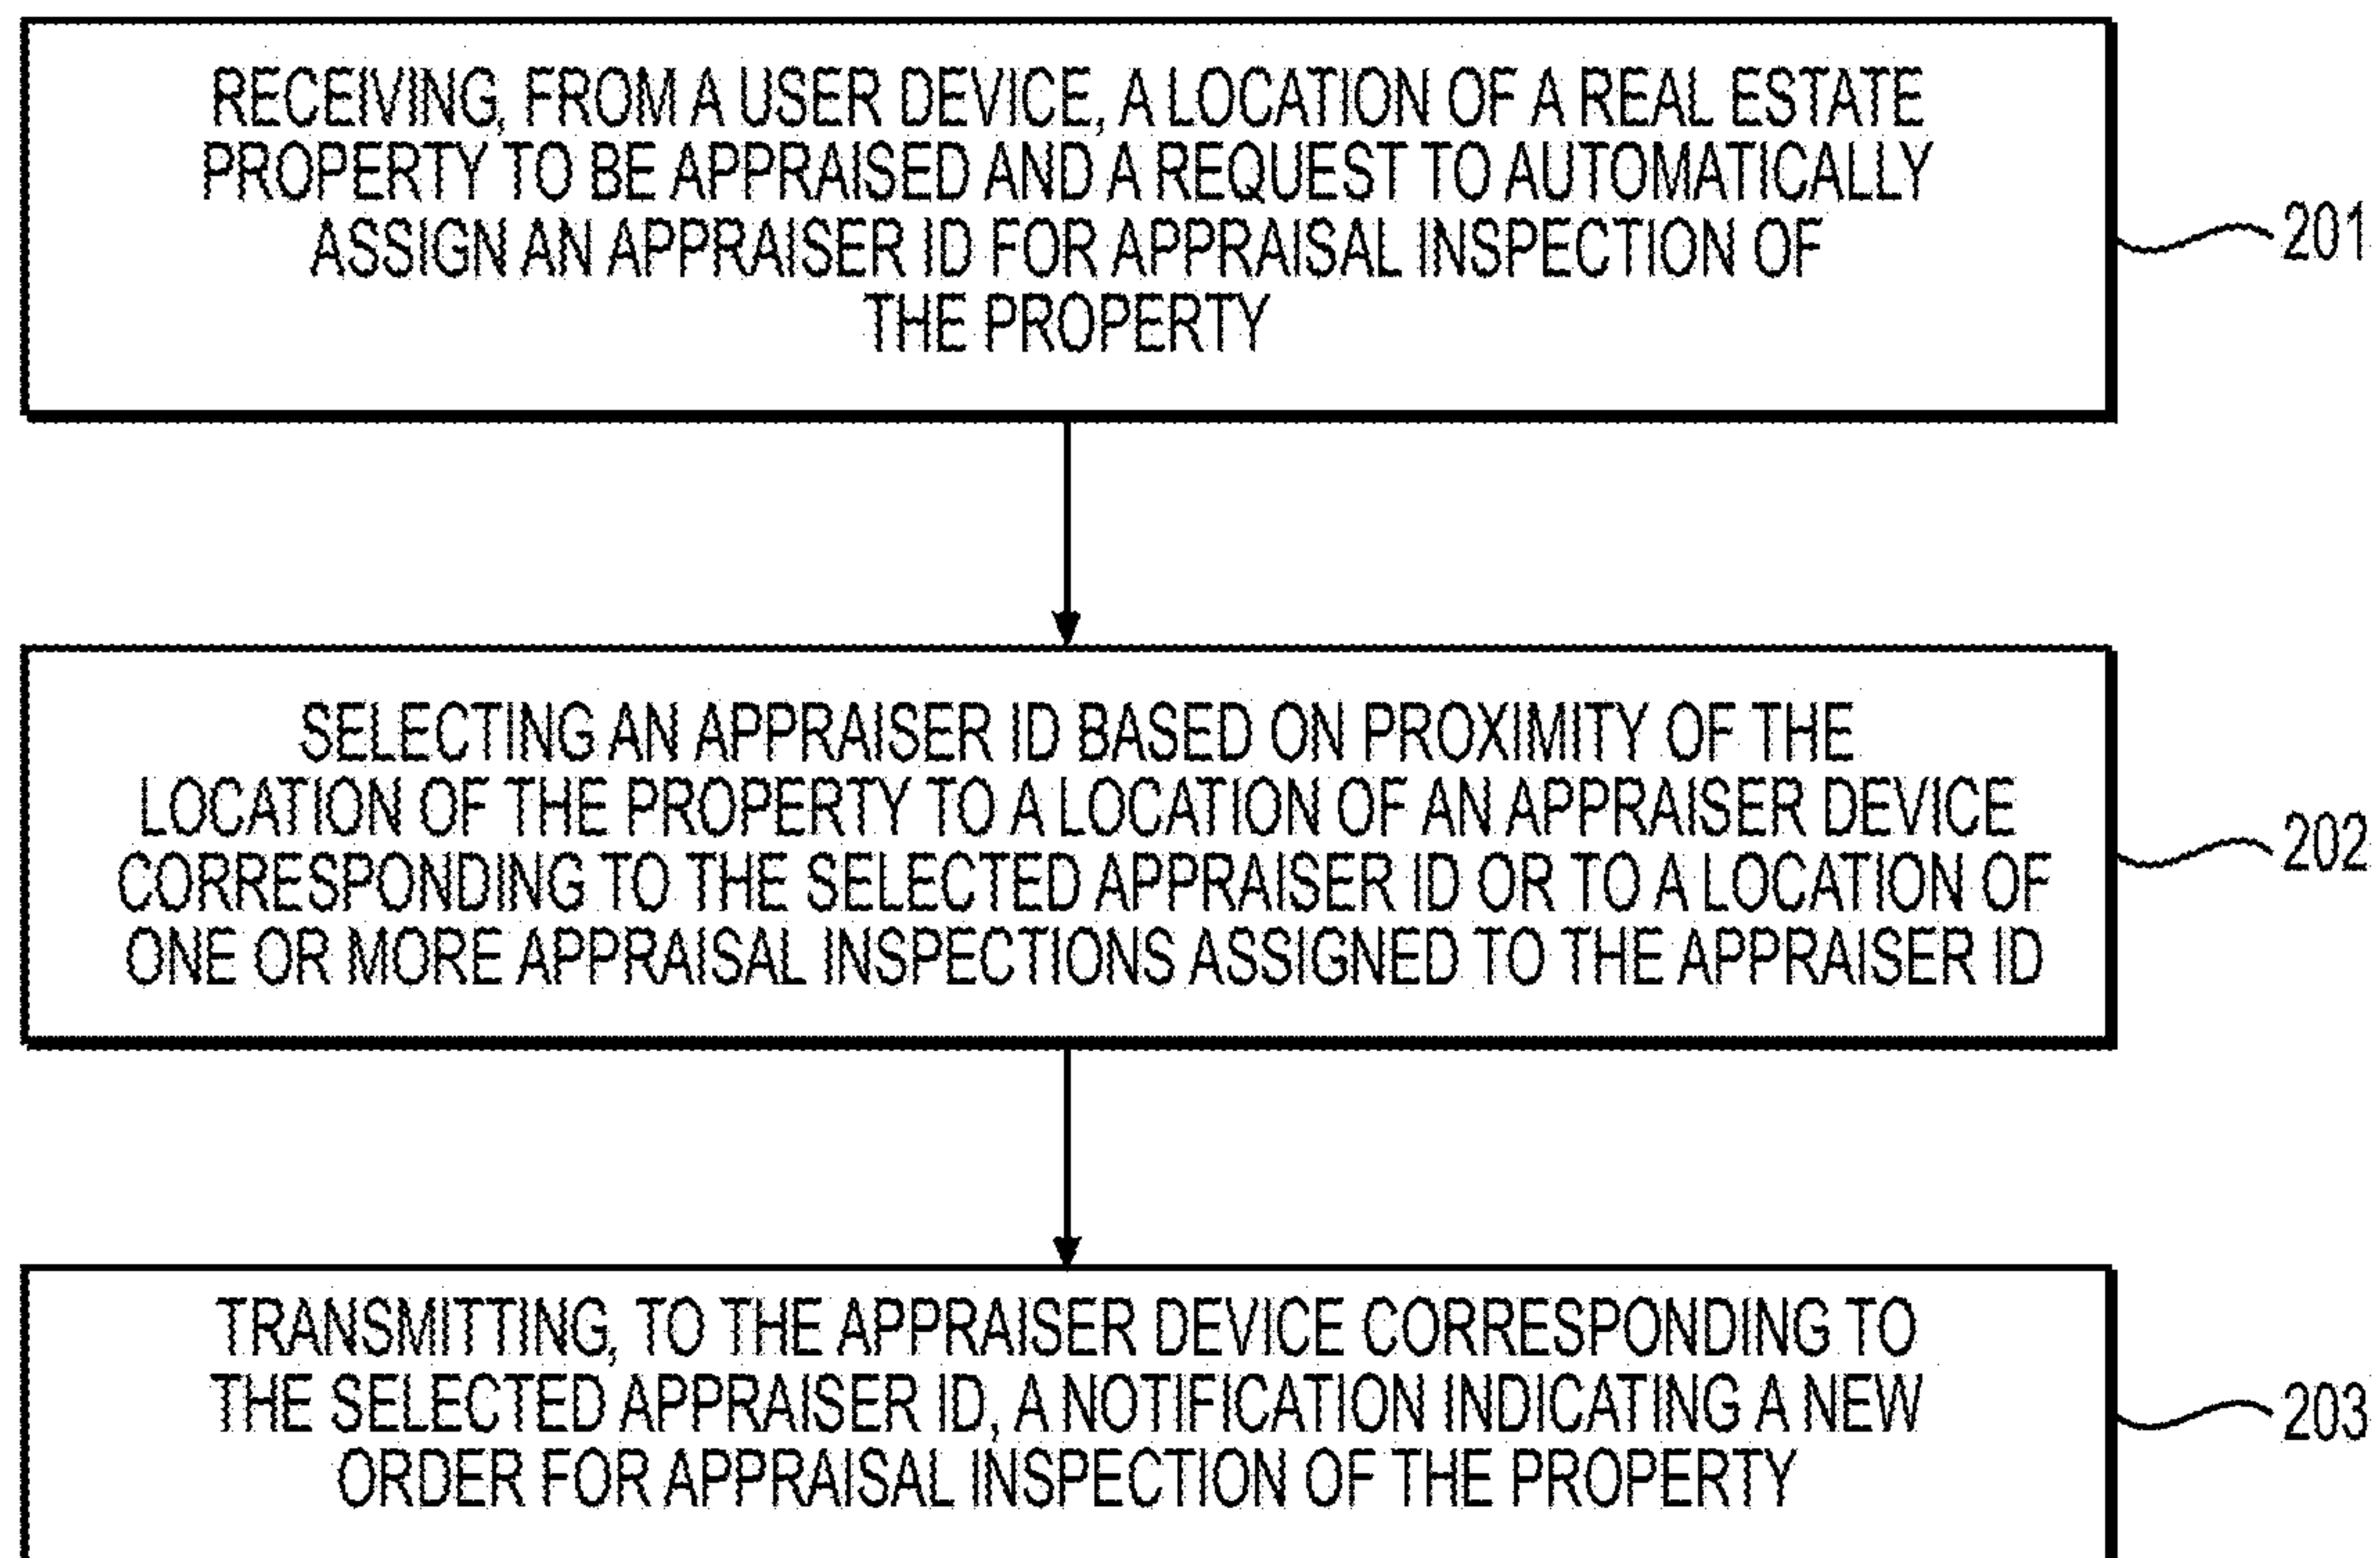 RECEIVING, FROM A USER DEVICE, A LOCATION OF A REAL ESTATE
PROPERTY TO BE APPRAISED AND A REQUEST TO AUTOMATICALLY
ASSIGN AN APPRAISER ID FOR APPRAISAL INSPECTION OF
THE PROPERTY
201
SELECTING AN APPRAISER ID BASED ON PROXIMITY OF THE
LOCATION OF THE PROPERTY TO A LOCATION OF AN APPRAISER DEVICE
CORRESPONDING TO THE SELECTED APPRAISER ID OR TO A LOCATION OF
ONE OR MORE APPRAISAL INSPECTIONS ASSIGNED TO THE APPRAISER ID
202
TRANSMITTING, TO THE APPRAISER DEVICE CORRESPONDING TO
THE SELECTED APPRAISER ID, A NOTIFICATION INDICATING A NEW
ORDER FOR APPRAISAL INSPECTION OF THE PROPERTY
203